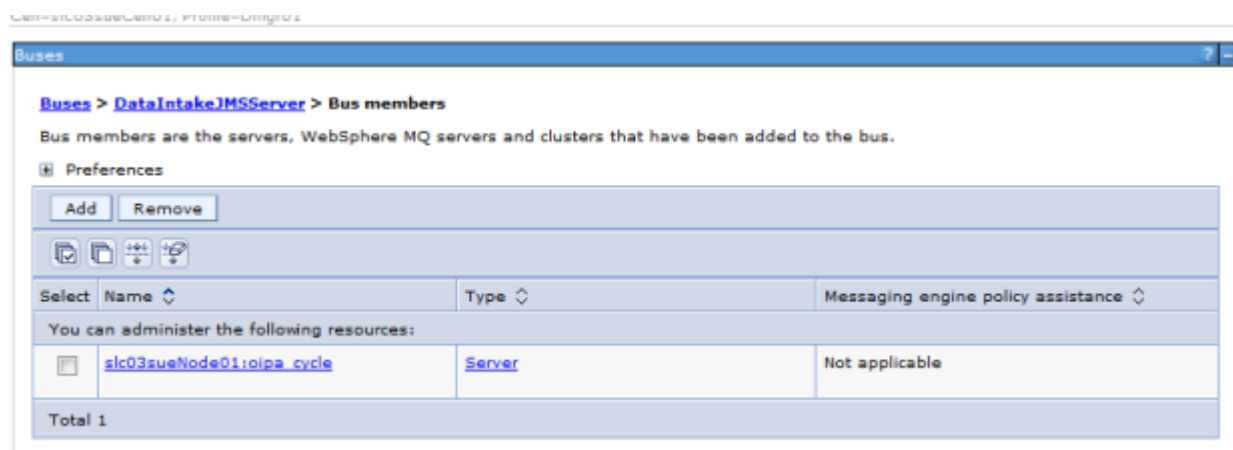 Buses
?
Buses > DataIntakeJMSServer > Bus members
Bus members are the servers, WebSphere MQ servers and clusters that have been added to the bus.
Preferences
Add Remove
Select Name Type Messaging engine policy assistance
You can administer the following resources:
slc03sueNode01:oipa_cycle Server Not applicable
Total 1